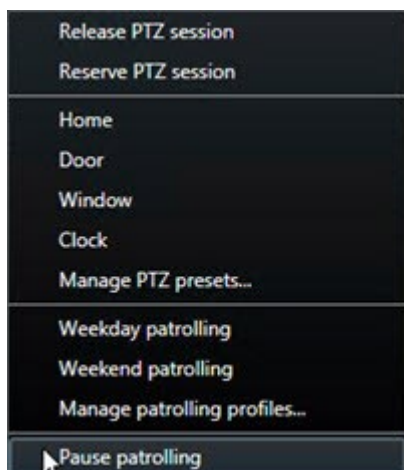 Release PTZ session
Reserve PTZ session
Home
Door
Window
Clock
Manage PTZ presets...
Weekday patrolling
Weekend patrolling
Manage patrolling profiles...
Pause patrolling